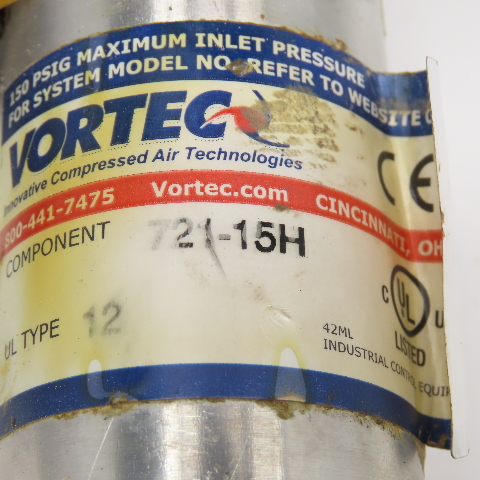 150 PSIG MAXIMUM INLET PRESSURE
FOR SYSTEM MODEL NO. REFER TO WEBSITE
VORTEC
Innovative Compressed Air Technologies
CE
800-441-7475 Vortec.com CINCINNATI, OH
COMPONENT 721-15H
C UL U
LISTED
UL TYPE 12
42ML
INDUSTRIAL CONTROL EQUIP